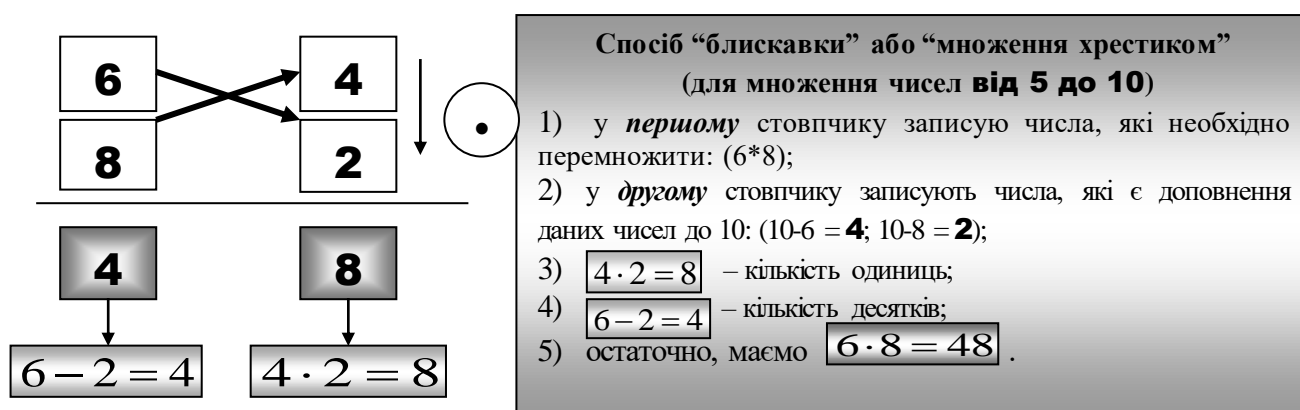 6 4
8 2
·
4 8
6 − 2 = 4 4 · 2 = 8
Спосіб “блискавки” або “множення хрестиком”
(для множення чисел від 5 до 10)
1) у першому стовпчику записую числа, які необхідно
перемножити: (6*8);
2) у другому стовпчику записують числа, які є доповнення
даних чисел до 10: (10-6 = 4; 10-8 = 2);
3) 4 · 2 = 8 – кількість одиниць;
4) 6 − 2 = 4 – кількість десятків;
5) остаточно, маємо 6 · 8 = 48 .